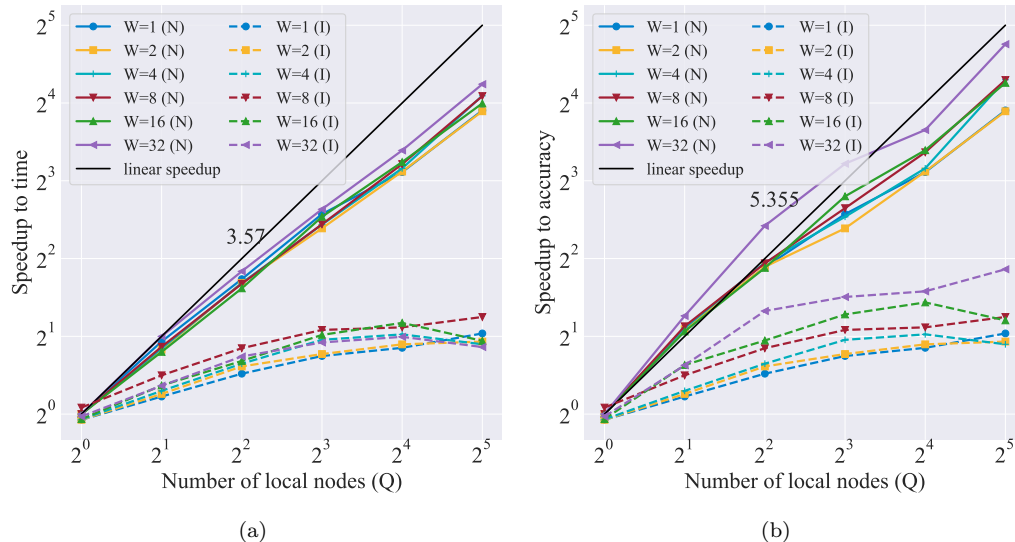 2^5
2^4
2^3
2^2
2^1
2^0
Speedup to time
W=1 (N)
W=2 (N)
W=4 (N)
W=8 (N)
W=16 (N)
W=32 (N)
linear speedup
W=1 (I)
W=2 (I)
W=4 (I)
W=8 (I)
W=16 (I)
W=32 (I)
3.57
2^0 2^1 2^2 2^3 2^4 2^5
Number of local nodes (Q)
(a)
2^5
2^4
2^3
2^2
2^1
2^0
Speedup to accuracy
W=1 (N)
W=2 (N)
W=4 (N)
W=8 (N)
W=16 (N)
W=32 (N)
linear speedup
W=1 (I)
W=2 (I)
W=4 (I)
W=8 (I)
W=16 (I)
W=32 (I)
5.355
2^0 2^1 2^2 2^3 2^4 2^5
Number of local nodes (Q)
(b)